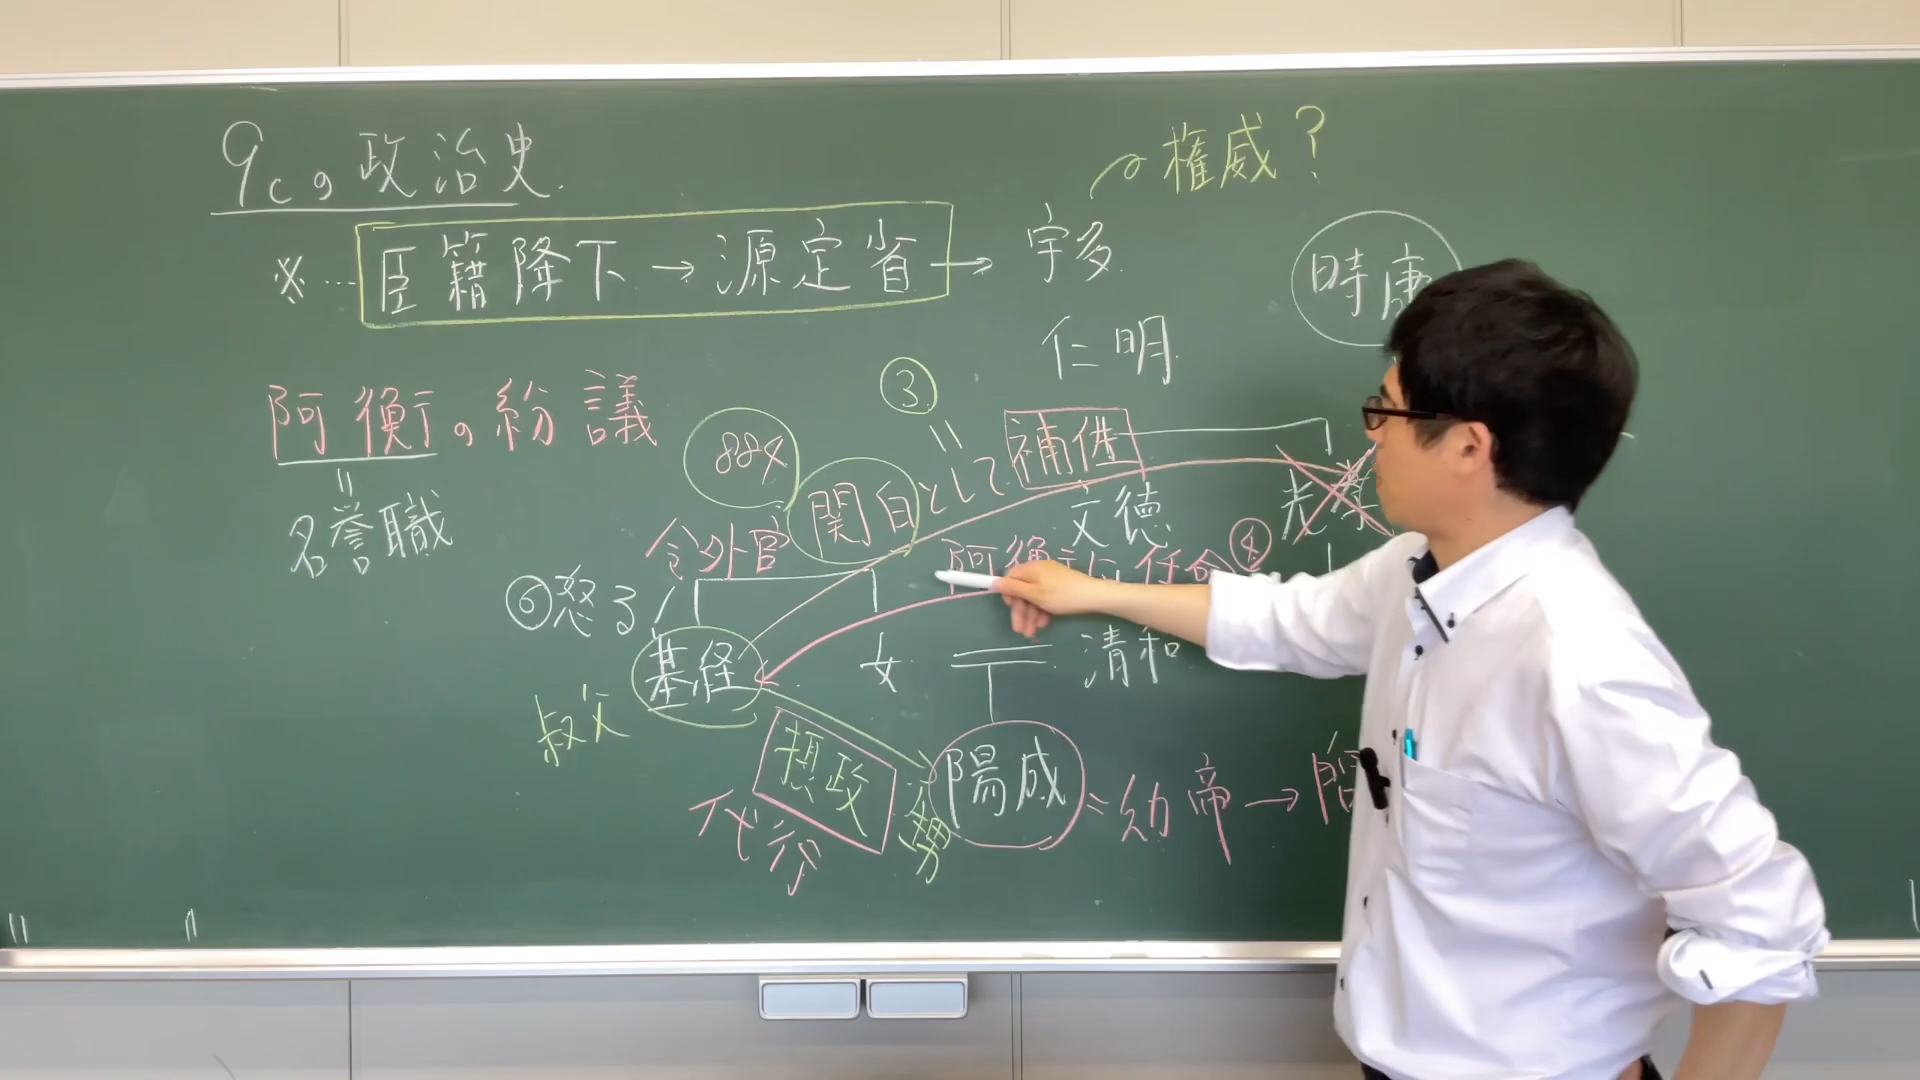 9cの政治史
権威?
※…臣籍降下→源定省→宇多
時康
仁明
阿衡の紛議
名誉職
③
884
関白として補佐
光孝
文徳
令外官
阿衡に任命
⑥怒る
基経
女
清和
叔父
摂政
代行
甥
陽成=幼帝→